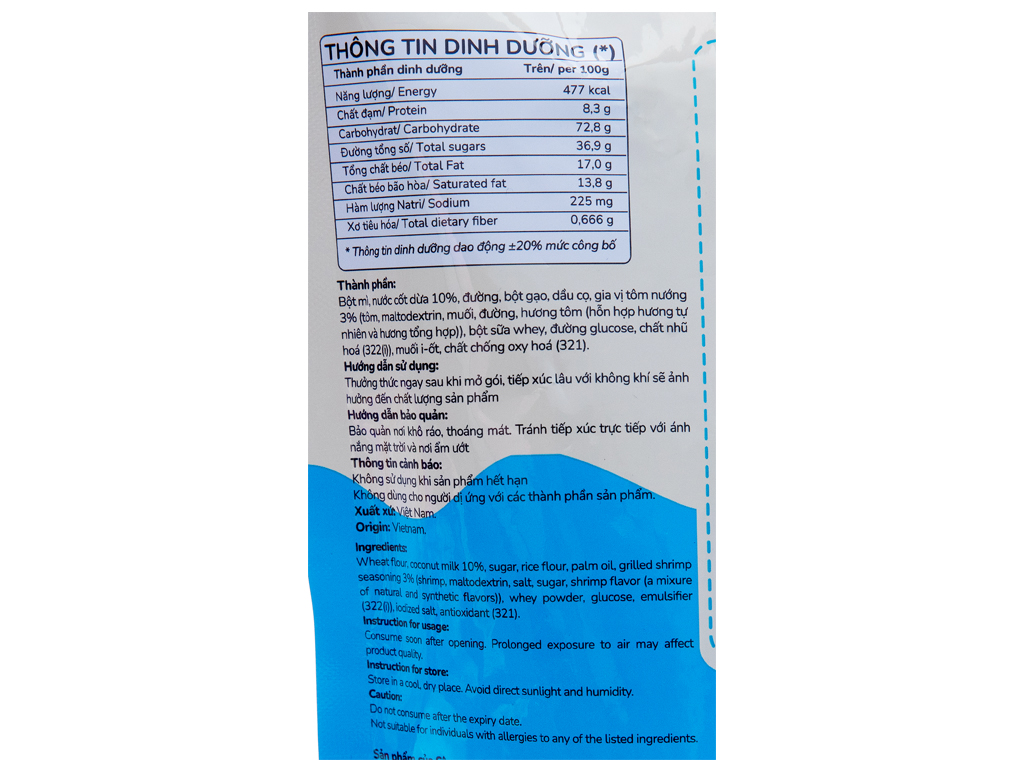 THÔNG TIN DINH DƯỠNG (*)
Thành phần dinh dưỡng Trên/ per 100g
Năng lượng/ Energy 477 kcal
Chất đạm/ Protein 8,3 g
Carbohydrat/ Carbohydrate 72,8 g
Đường tổng số/ Total sugars 36,9 g
Tổng chất béo/ Total Fat 17,0 g
Chất béo bão hòa/ Saturated fat 13,8 g
Hàm lượng Natri/ Sodium 225 mg
Xơ tiêu hóa/ Total dietary fiber 0,666 g
* Thông tin dinh dưỡng dao động ±20% mức công bố
Thành phần:
Bột mì, nước cốt dừa 10%, đường, bột gạo, dầu cọ, gia vị tôm nướng
3% (tôm, maltodextrin, muối, đường, hương tôm (hỗn hợp hương tự
nhiên và hương tổng hợp)), bột sữa whey, đường glucose, chất nhũ
hoá (322(i)), muối i-ốt, chất chống oxy hoá (321).
Hướng dẫn sử dụng:
Thưởng thức ngay sau khi mở gói, tiếp xúc lâu với không khí sẽ ảnh
hưởng đến chất lượng sản phẩm
Hướng dẫn bảo quản:
Bảo quản nơi khô ráo, thoáng mát. Tránh tiếp xúc trực tiếp với ánh
nắng mặt trời và nơi ẩm ướt
Thông tin cảnh báo:
Không sử dụng khi sản phẩm hết hạn
Không dùng cho người dị ứng với các thành phần sản phẩm.
Xuất xứ: Việt Nam.
Origin: Vietnam.
Ingredients:
Wheat flour, coconut milk 10%, sugar, rice flour, palm oil, grilled shrimp
seasoning 3% (shrimp, maltodextrin, salt, sugar, shrimp flavor (a mixture
of natural and synthetic flavors)), whey powder, glucose, emulsifier
(322(i)), iodized salt, antioxidant (321).
Instruction for usage:
Consume soon after opening. Prolonged exposure to air may affect
product quality.
Instruction for store:
Store in a cool, dry place. Avoid direct sunlight and humidity.
Caution:
Do not consume after the expiry date.
Not suitable for individuals with allergies to any of the listed ingredients.
Sản phẩm